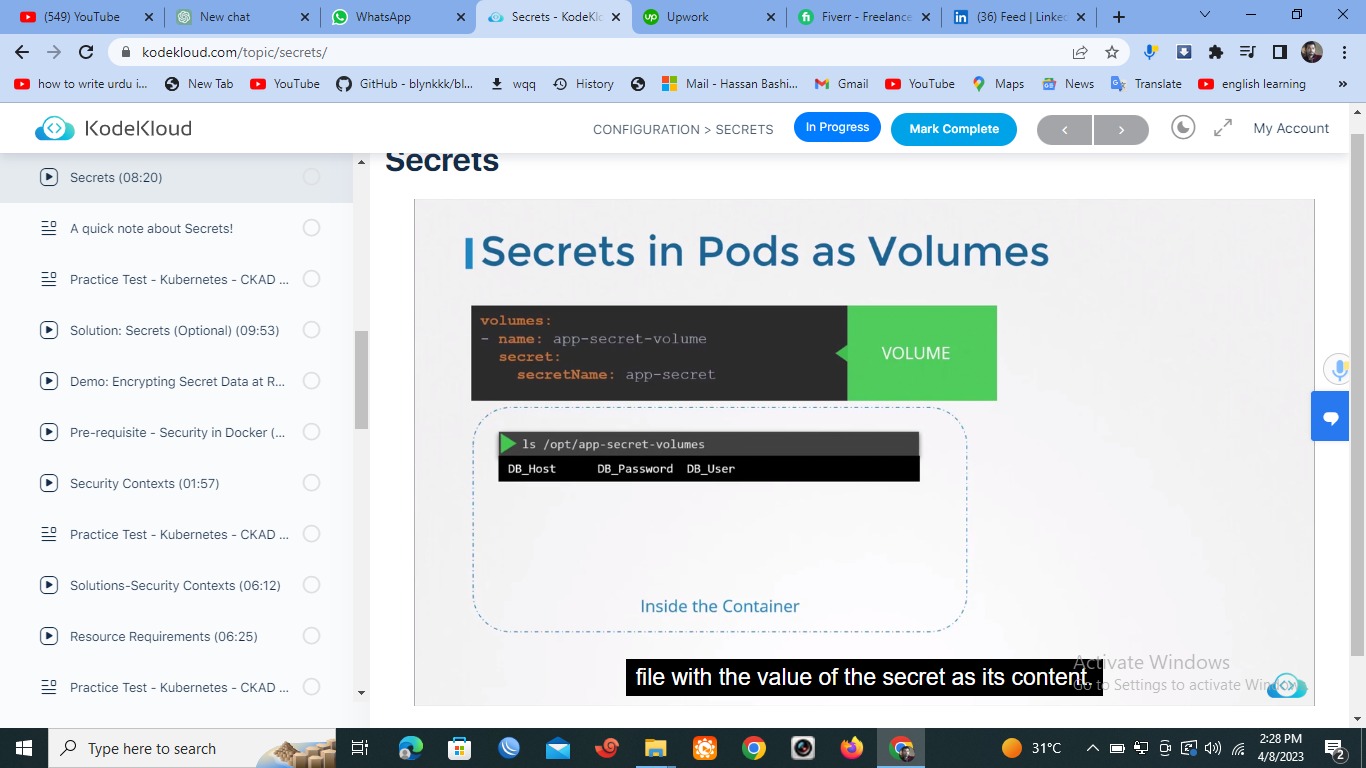 (549) YouTube
New chat
WhatsApp
Secrets - KodeKlo
Upwork
Fiverr - Freelance
(36) Feed | Linked
kodekloud.com/topic/secrets/
how to write urdu i...
New Tab
YouTube
GitHub - blynkkk/bl...
wqq
History
Mail - Hassan Bashi...
Gmail
YouTube
Maps
News
Translate
english learning
»
KodeKloud
CONFIGURATION > SECRETS
In Progress
Mark Complete
My Account
Secrets (08:20)
A quick note about Secrets!
Practice Test - Kubernetes - CKAD ...
Solution: Secrets (Optional) (09:53)
Demo: Encrypting Secret Data at R...
Pre-requisite - Security in Docker (...
Security Contexts (01:57)
Practice Test - Kubernetes - CKAD ...
Solutions-Security Contexts (06:12)
Resource Requirements (06:25)
Practice Test - Kubernetes - CKAD ...
Secrets
Secrets in Pods as Volumes
volumes:
- name: app-secret-volume
secret:
secretName: app-secret
VOLUME
ls /opt/app-secret-volumes
DB_Host DB_Password DB_User
Inside the Container
file with the value of the secret as its content.
Activate Windows
Go to Settings to activate Windows.
Type here to search
31°C
2:28 PM
4/8/2023
2